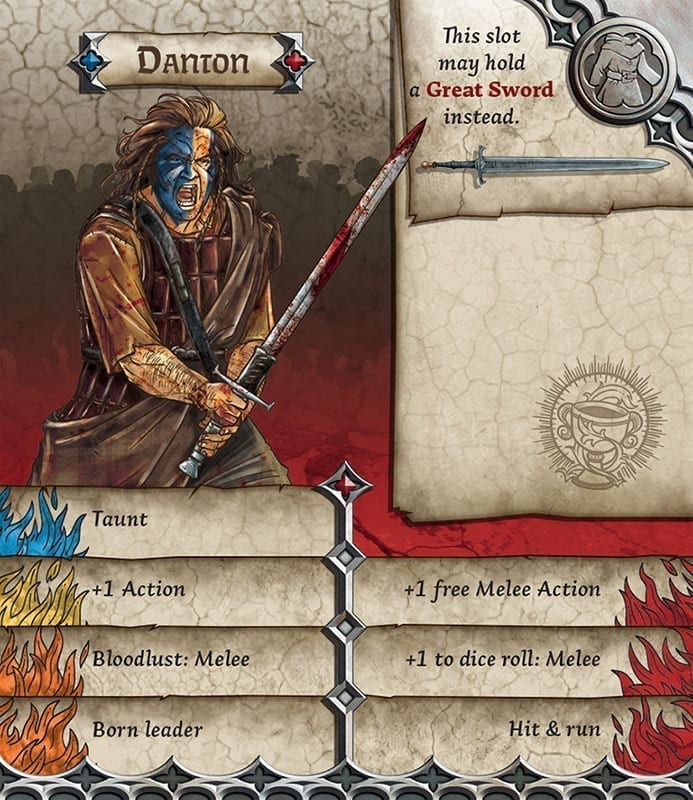 Danton
This slot
may hold
a Great Sword
instead.
Taunt
+1 Action
+1 free Melee Action
Bloodlust: Melee
+1 to dice roll: Melee
Born leader
Hit & run